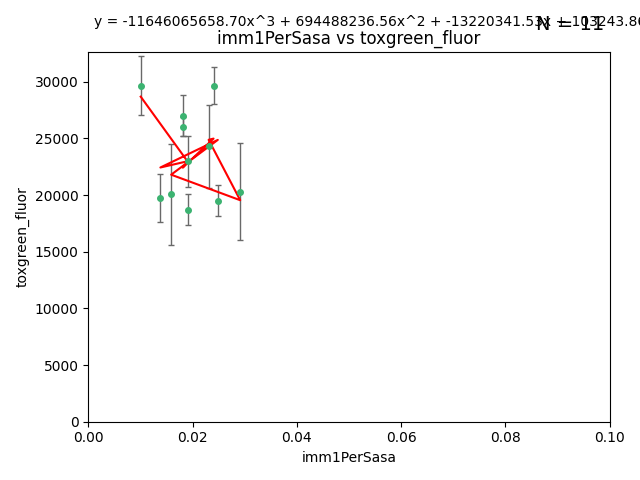 y = -11646065658.70x^3 + 694488236.56x^2 + -13220341.53x + 103243.86
N = 11
imm1PerSasa vs toxgreen_fluor
30000
25000
20000
15000
10000
5000
0
toxgreen_fluor
0.00 0.02 0.04 0.06 0.08 0.10
imm1PerSasa